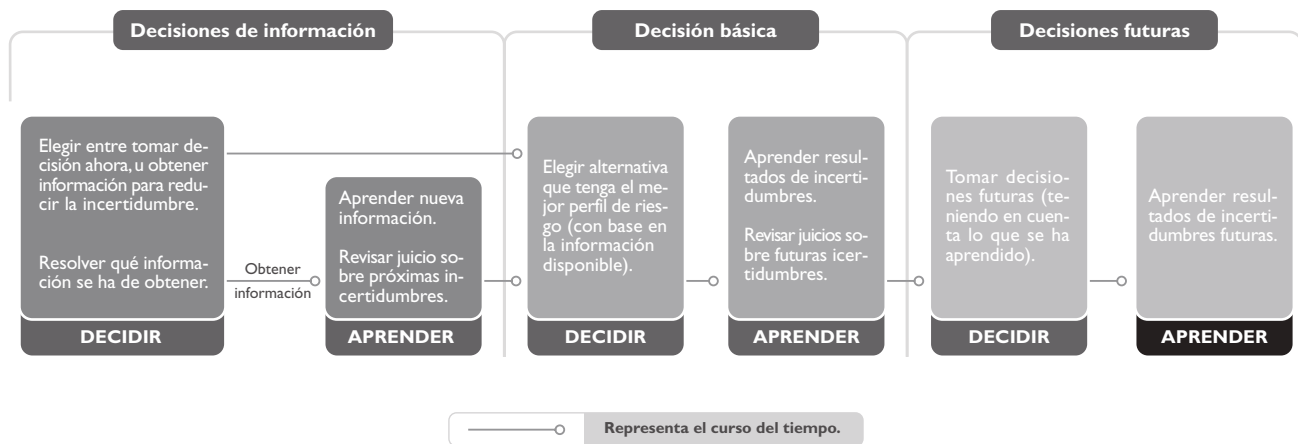 Decisiones de información
Decisión básica
Decisiones futuras
Elegir entre tomar de-
cisión ahora, u obtener
información para redu-
cir la incertidumbre.
Resolver qué informa-
ción se ha de obtener.
DECIDIR
Obtener
información
Aprender nueva
información.
Revisar juicio so-
bre próximas in-
certidumbres.
APRENDER
Elegir alternativa
que tenga el me-
jor perfil de ries-
go (con base en
la información
disponible).
DECIDIR
Aprender resul-
tados de incerti-
dumbres.
Revisar juicios so-
bre futuras icer-
tidumbres.
APRENDER
Tomar decisio-
nes futuras (te-
niendo en cuen-
ta lo que se ha
aprendido).
DECIDIR
Aprender resul-
tados de incerti-
dumbres futuras.
APRENDER
Representa el curso del tiempo.